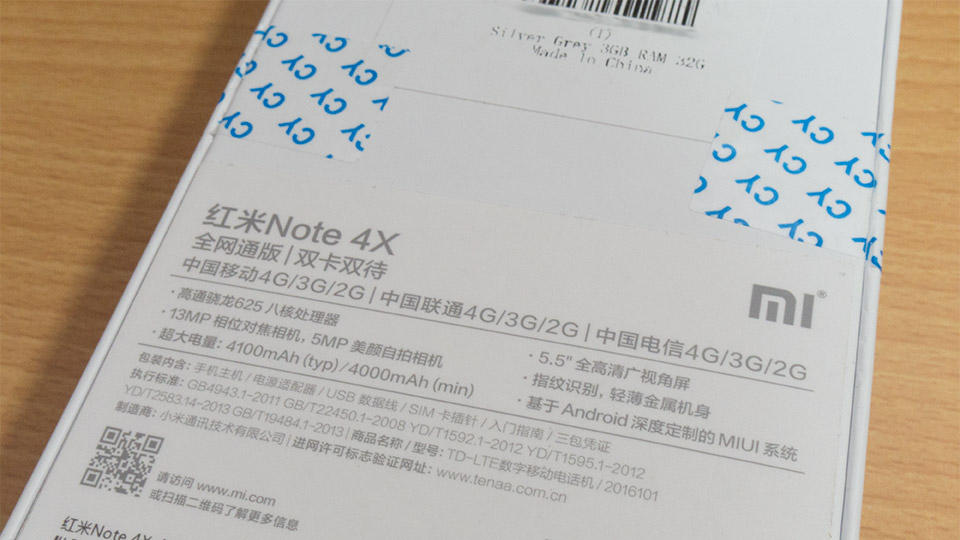 (1)
Silver Grey 3GB RAM 32G
Made in China
CY
红米Note 4X
全网通版 | 双卡双待
中国移动4G/3G/2G | 中国联通4G/3G/2G | 中国电信4G/3G/2G
MI®
· 高通骁龙625 八核处理器
· 13MP 相位对焦相机，5MP 美颜自拍相机
· 超大电量：4100mAh (typ) / 4000mAh (min)
· 5.5" 全高清广视角屏
· 指纹识别，轻薄金属机身
· 基于 Android 深度定制的 MIUI 系统
包装内含：手机主机 / 电源适配器 / USB 数据线 / SIM 卡插针 / 入门指南 / 三包凭证
执行标准：GB4943.1-2011 GB/T22450.1-2008 YD/T1592.1-2012 YD/T1595.1-2012
YD/T2583.14-2013 GB/T19484.1-2013 | 商品名称 / 型号：TD-LTE数字移动电话机 / 2016101
制造商：小米通讯技术有限公司 | 进网许可标志验证网址：www.tenaa.com.cn
请访问 www.mi.com
或扫描二维码了解更多信息
红米Note 4X